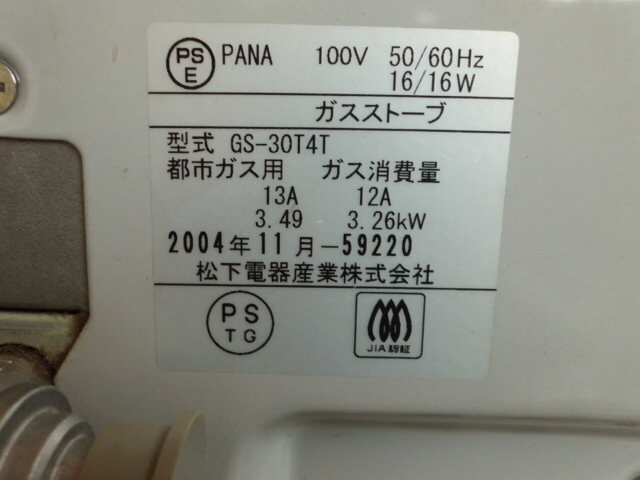 PS E PANA 100V 50/60Hz
16/16W
ガスストーブ
型式 GS-30T4T
都市ガス用 ガス消費量
13A 12A
3.49 3.26kW
2004年11月-59220
松下電器産業株式会社
PS TG
JIA認証